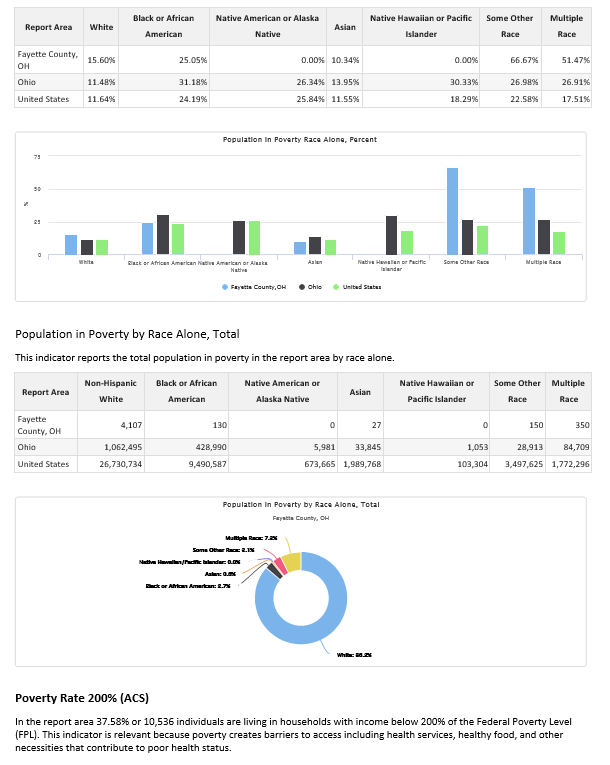 Report Area White Black or African American Native American or Alaska Native Asian Native Hawaiian or Pacific Islander Some Other Race Multiple Race
Fayette County, OH 15.60% 25.05% 0.00% 10.34% 0.00% 66.67% 51.47%
Ohio 11.48% 31.18% 26.34% 13.95% 30.33% 26.98% 26.91%
United States 11.64% 24.19% 25.84% 11.55% 18.29% 22.58% 17.51%
Population in Poverty Race Alone, Percent
75
50
%
25
0
White Black or African American Native American or Alaska Native Asian Native Hawaiian or Pacific Islander Some Other Race Multiple Race
Fayette County,OH Ohio United States
Population in Poverty by Race Alone, Total
This indicator reports the total population in poverty in the report area by race alone.
Report Area Non-Hispanic White Black or African American Native American or Alaska Native Asian Native Hawaiian or Pacific Islander Some Other Race Multiple Race
Fayette County, OH 4,107 130 0 27 0 150 350
Ohio 1,062,495 428,990 5,981 33,845 1,053 28,913 84,709
United States 26,730,734 9,490,587 673,665 1,989,768 103,304 3,497,625 1,772,296
Population in Poverty by Race Alone, Total
Fayette County, OH
Multiple Race: 7.3%
Some Other Race: 3.1%
Native Hawaiian/Pacific Islander: 0.0%
Asian: 0.6%
Black or African American: 2.7%
White: 86.2%
Poverty Rate 200% (ACS)
In the report area 37.58% or 10,536 individuals are living in households with income below 200% of the Federal Poverty Level
(FPL). This indicator is relevant because poverty creates barriers to access including health services, healthy food, and other
necessities that contribute to poor health status.